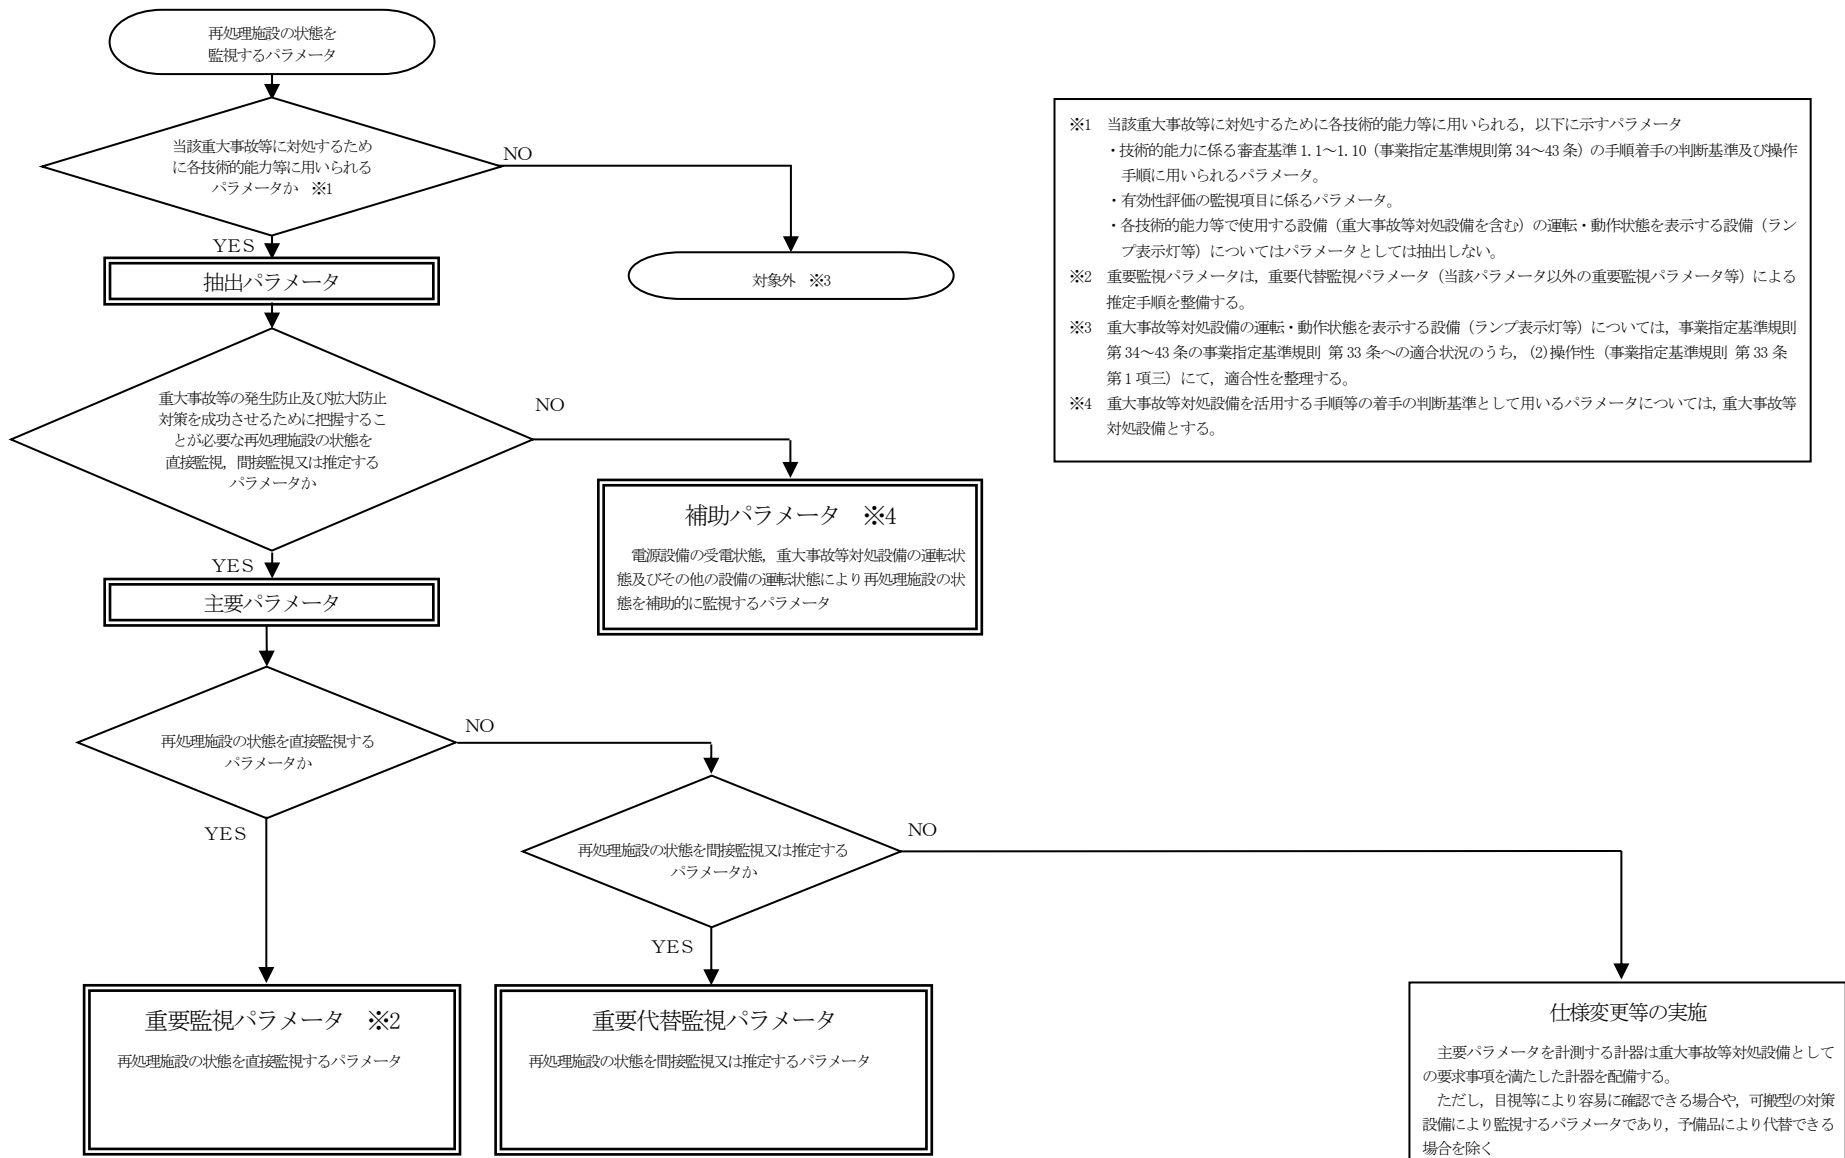 再処理施設の状態を
監視するパラメータ
当該重大事故等に対処するため
に各技術的能力等に用いられる
パラメータか ※1
NO
YES
対象外 ※3
抽出パラメータ
重大事故等の発生防止及び拡大防止
対策を成功させるために把握するこ
とが必要な再処理施設の状態を
直接監視，間接監視又は推定する
パラメータか
NO
YES
補助パラメータ ※4
電源設備の受電状態，重大事故等対処設備の運転状
態及びその他の設備の運転状態により再処理施設の状
態を補助的に監視するパラメータ
主要パラメータ
再処理施設の状態を直接監視する
パラメータか
NO
YES
再処理施設の状態を間接監視又は推定する
パラメータか
NO
YES
重要監視パラメータ ※2
再処理施設の状態を直接監視するパラメータ
重要代替監視パラメータ
再処理施設の状態を間接監視又は推定するパラメータ
仕様変更等の実施
主要パラメータを計測する計器は重大事故等対処設備として
の要求事項を満たした計器を配備する。
ただし，目視等により容易に確認できる場合や，可搬型の対策
設備により監視するパラメータであり，予備品により代替できる
場合を除く
※1 当該重大事故等に対処するために各技術的能力等に用いられる，以下に示すパラメータ
・技術的能力に係る審査基準 1.1～1.10（事業指定基準規則第 34～43 条）の手順着手の判断基準及び操作
手順に用いられるパラメータ。
・有効性評価の監視項目に係るパラメータ。
・各技術的能力等で使用する設備（重大事故等対処設備を含む）の運転・動作状態を表示する設備（ラン
プ表示灯等）についてはパラメータとしては抽出しない。
※2 重要監視パラメータは，重要代替監視パラメータ（当該パラメータ以外の重要監視パラメータ等）による
推定手順を整備する。
※3 重大事故等対処設備の運転・動作状態を表示する設備（ランプ表示灯等）については，事業指定基準規則
第 34～43 条の事業指定基準規則 第 33 条への適合状況のうち，(2)操作性（事業指定基準規則 第 33 条
第 1 項三）にて，適合性を整理する。
※4 重大事故等対処設備を活用する手順等の着手の判断基準として用いるパラメータについては，重大事故等
対処設備とする。